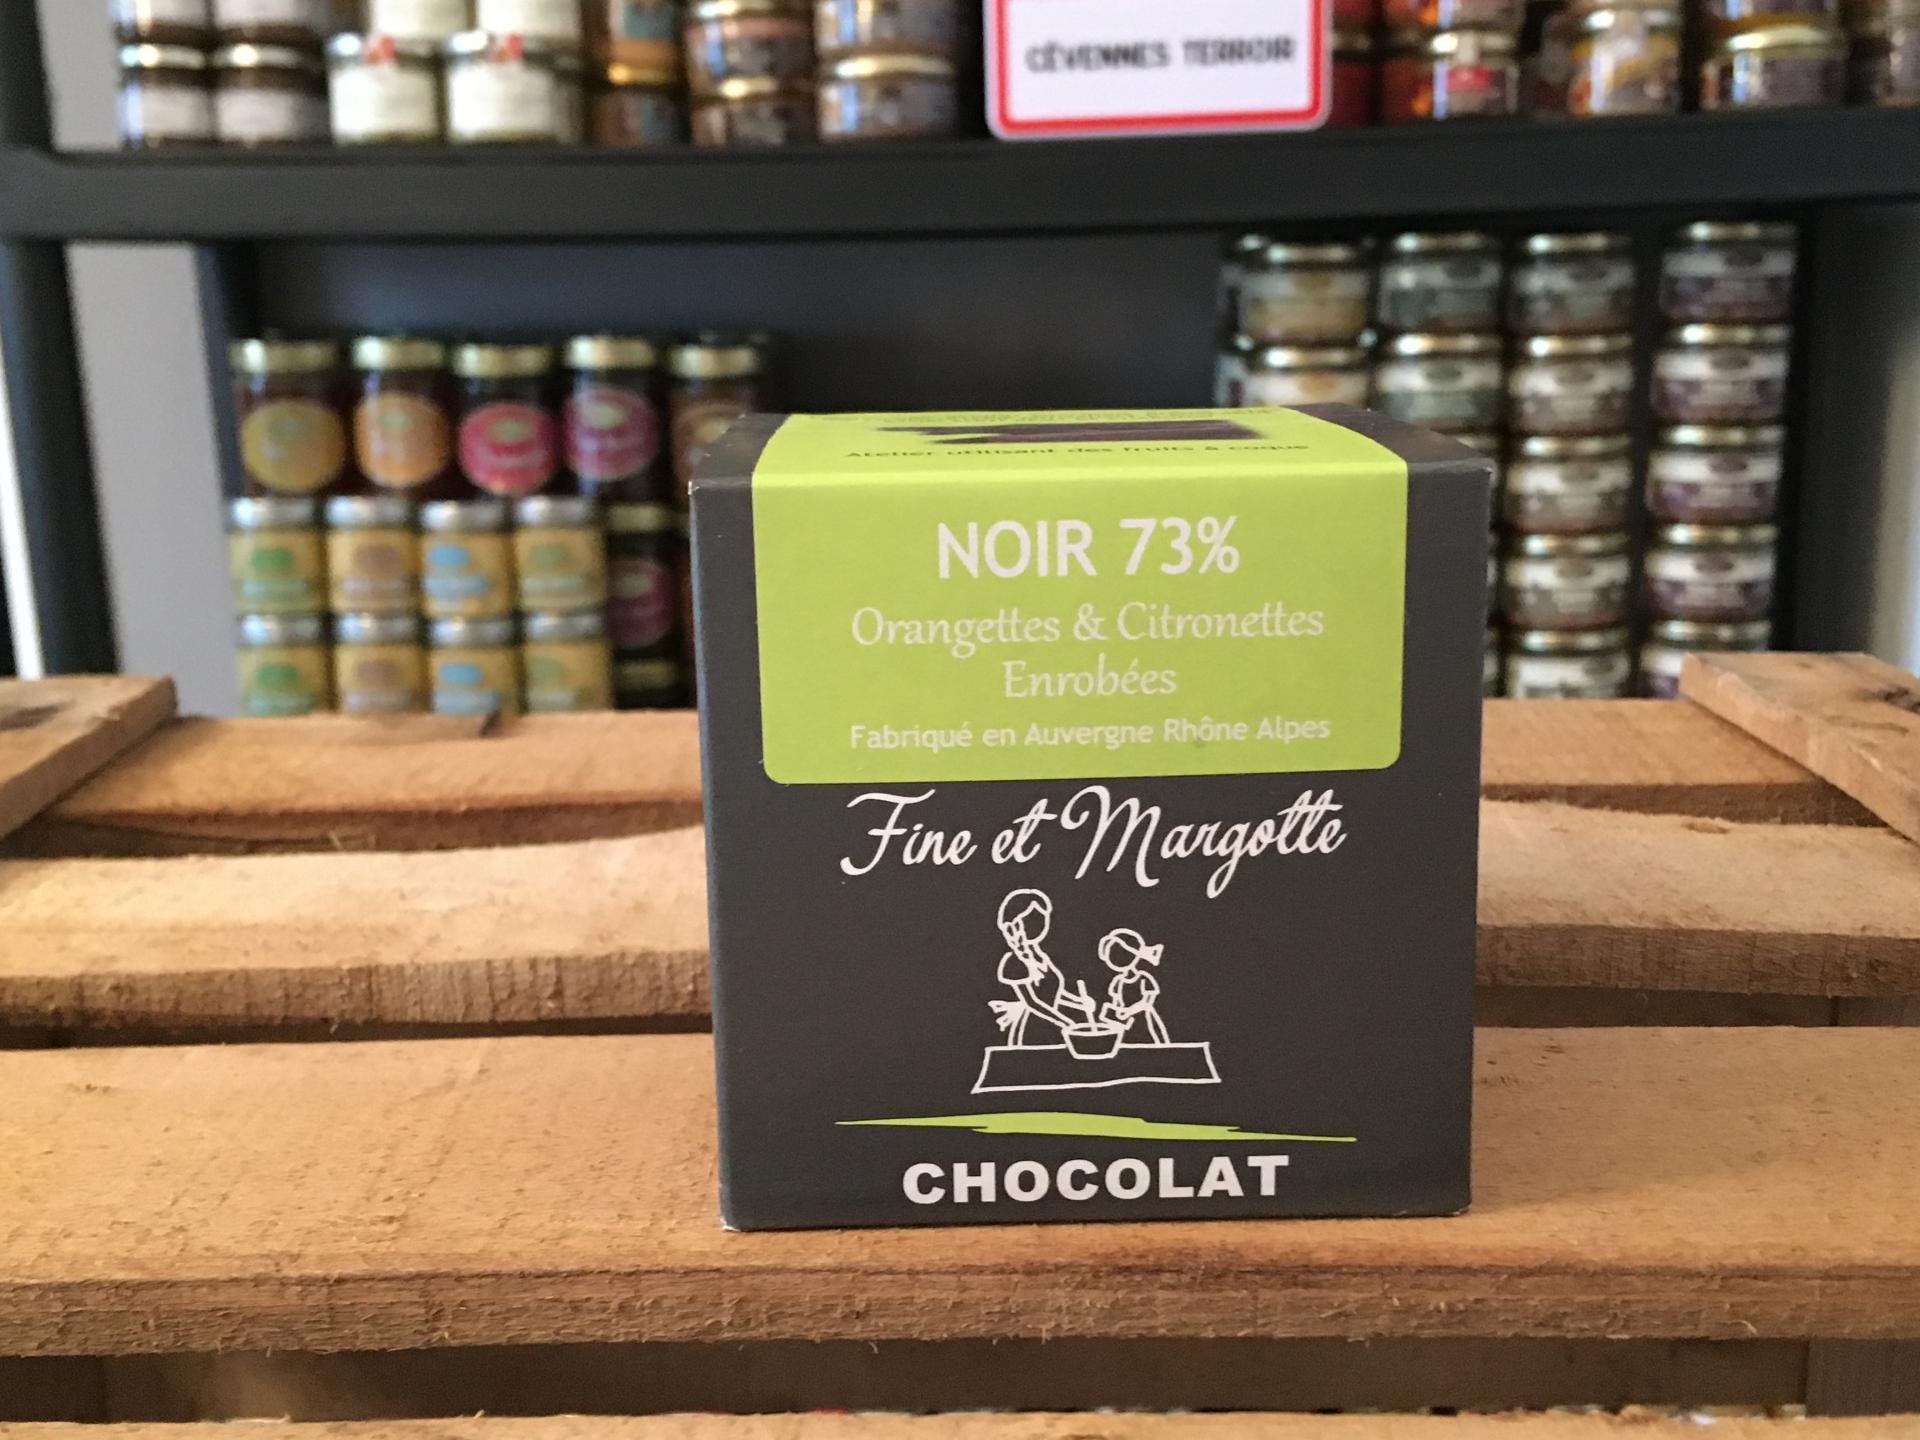 CÉVENNES TERROIR
Atelier utilisant des fruits à coque
NOIR 73%
Orangettes & Citronettes
Enrobées
Fabriqué en Auvergne Rhône Alpes
Fine et Margotte
CHOCOLAT